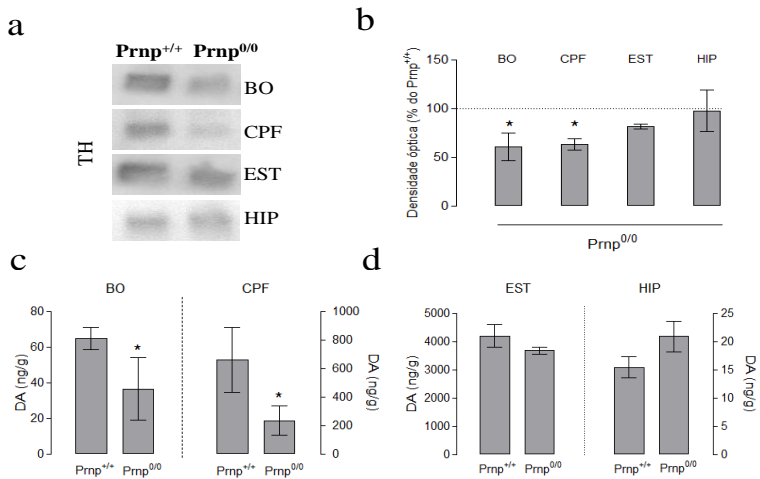 a
Prnp+/+ Prnp0/0
TH
BO
CPF
EST
HIP
b
Densidade óptica (% do Prnp+/+)
150
100
50
0
BO CPF EST HIP
* *
Prnp0/0
c
BO CPF
DA (ng/g)
80
60
40
20
0
* *
1000
800
600
400
200
0
DA (ng/g)
Prnp+/+ Prnp0/0 Prnp+/+ Prnp0/0
d
EST HIP
DA (ng/g)
5000
4000
3000
2000
1000
0
25
20
15
10
5
0
DA (ng/g)
Prnp+/+ Prnp0/0 Prnp+/+ Prnp0/0